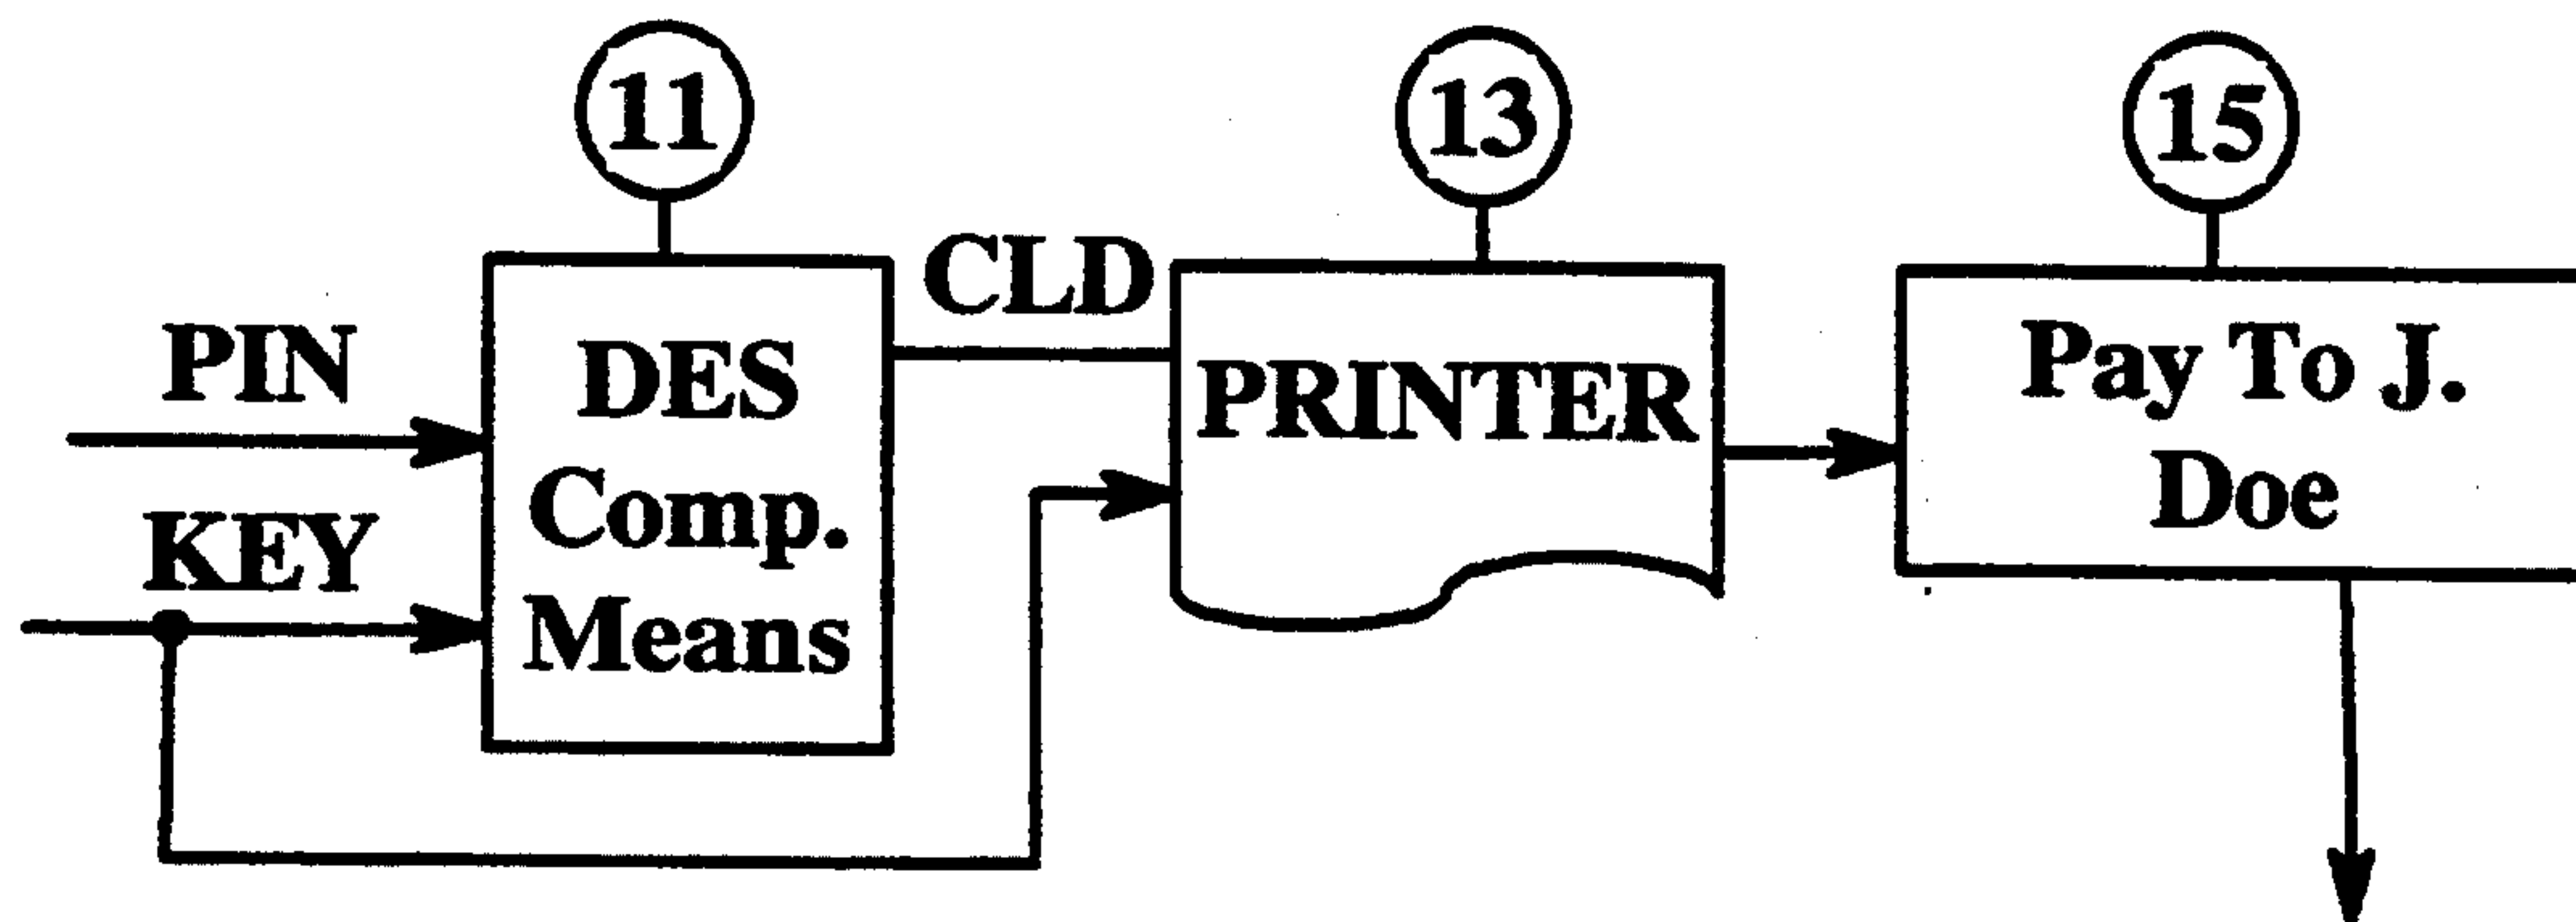 11
13
15
CLD
PIN
KEY
DES
Comp.
Means
PRINTER
Pay To J.
Doe